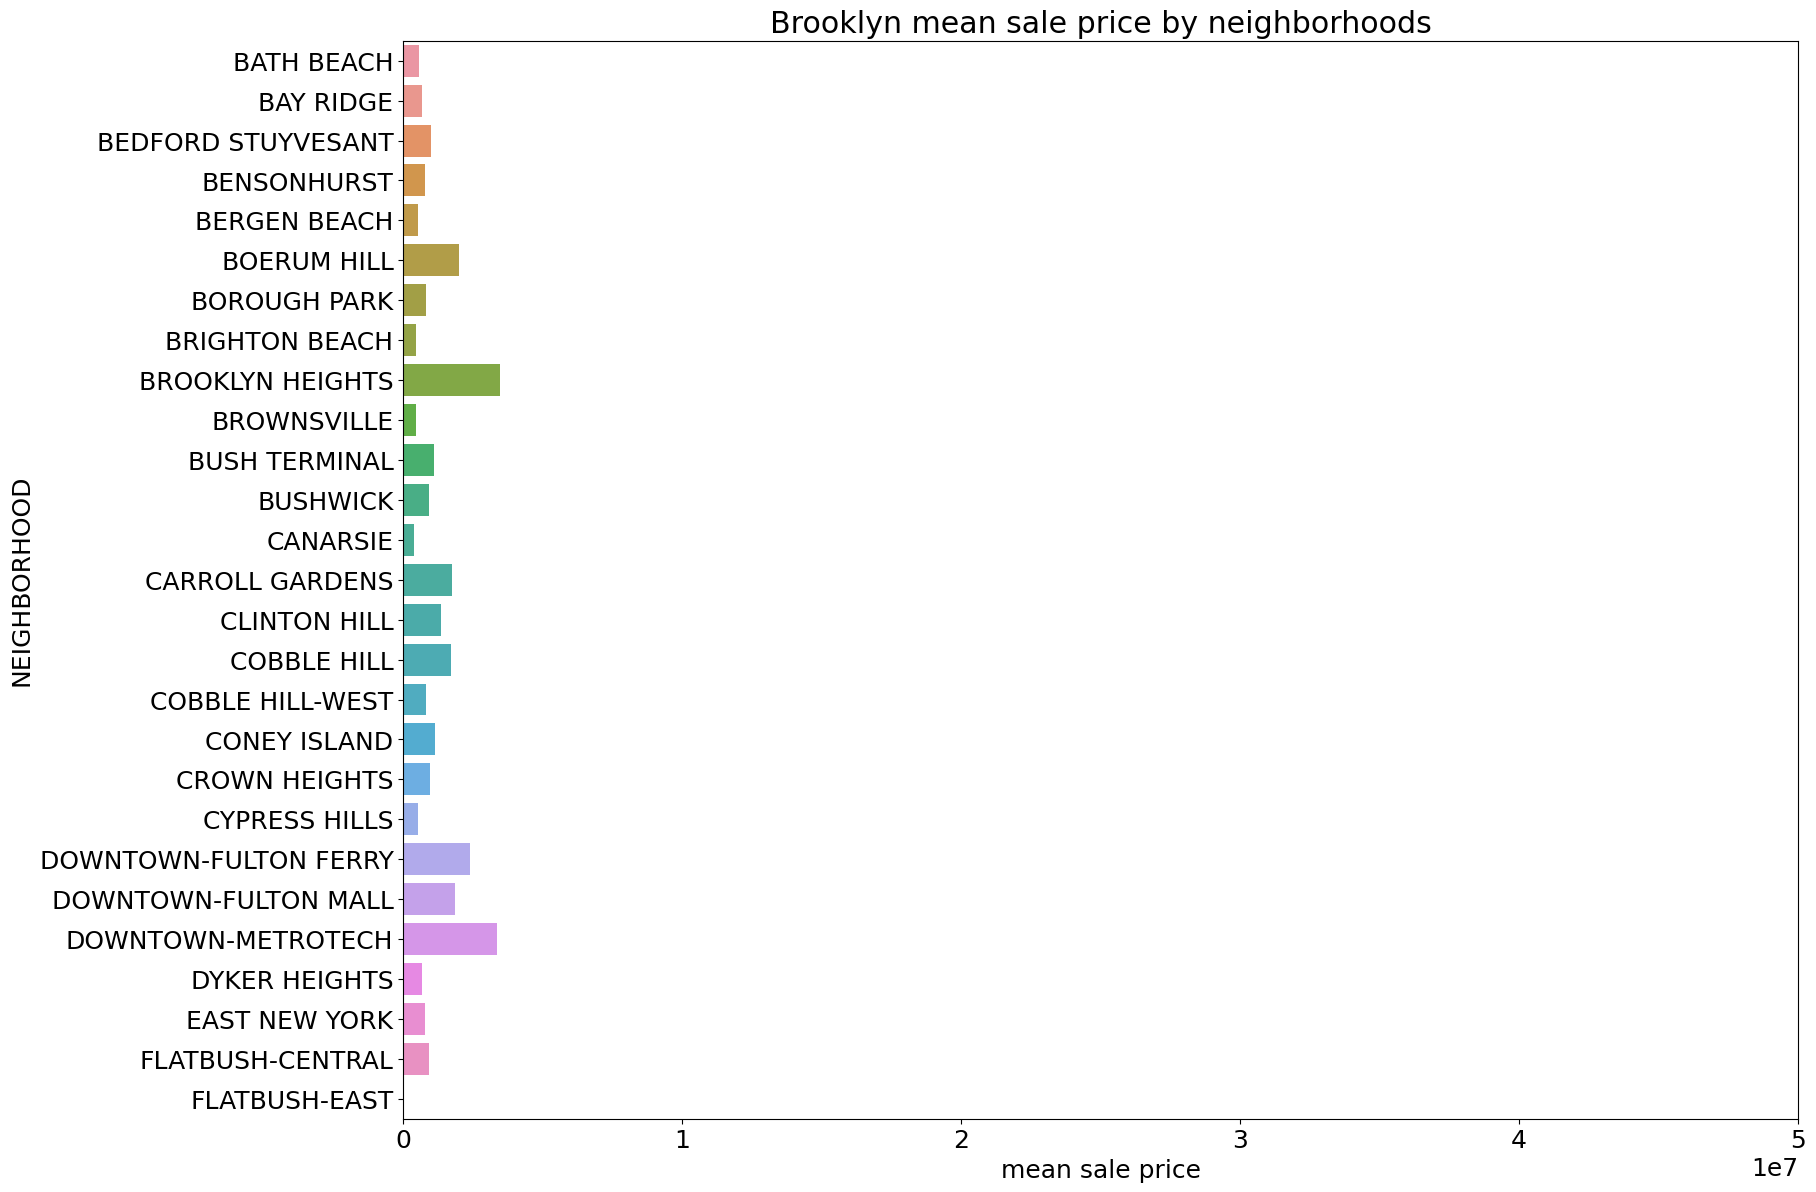 Brooklyn mean sale price by neighborhoods
BATH BEACH
BAY RIDGE
BEDFORD STUYVESANT
BENSONHURST
BERGEN BEACH
BOERUM HILL
BOROUGH PARK
BRIGHTON BEACH
BROOKLYN HEIGHTS
BROWNSVILLE
BUSH TERMINAL
BUSHWICK
CANARSIE
CARROLL GARDENS
CLINTON HILL
COBBLE HILL
COBBLE HILL-WEST
CONEY ISLAND
CROWN HEIGHTS
CYPRESS HILLS
DOWNTOWN-FULTON FERRY
DOWNTOWN-FULTON MALL
DOWNTOWN-METROTECH
DYKER HEIGHTS
EAST NEW YORK
FLATBUSH-CENTRAL
FLATBUSH-EAST
NEIGHBORHOOD
0 1 2 3 4 5
1e7
mean sale price